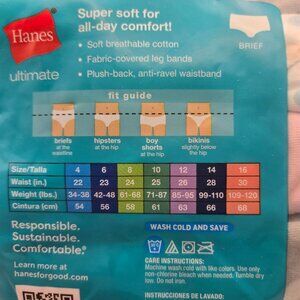 Hanes
ultimate
Super soft for
all-day comfort!
• Soft breathable cotton
• Fabric-covered leg bands
• Plush-back, anti-ravel waistband
BRIEF
fit guide
briefs
at the
waistline
hipsters
at the hip
boy
shorts
at the hip
bikinis
slightly below
the hip
Size/Talla 4 6 8 10 12 14 16
Waist (in.) 22 23 24 25 26 28 30
Weight (lbs.) 34-38 42-48 61-68 71-87 85-95 99-110 109-120
Cintura (cm) 54 56 58 61 63 66 68
Responsible.
Sustainable.
Comfortable.
Learn more at
hanesforgood.com
WASH COLD AND SAVE
CARE INSTRUCTIONS:
Machine wash cold with like colors. Use only
non-chlorine bleach when needed. Tumble dry
medium. Do not iron.
INSTRUCCIONES DE LAVADO: